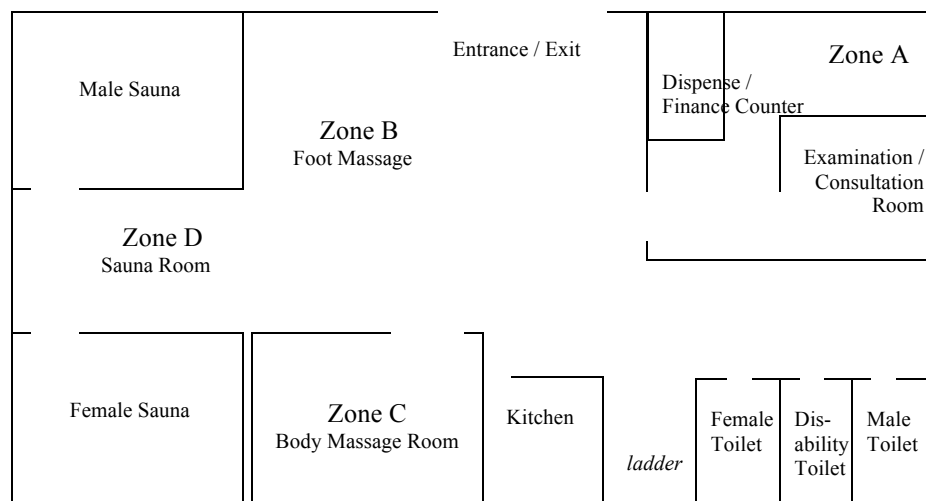 Entrance / Exit
Zone A
Male Sauna
Dispense /
Finance Counter
Zone B
Foot Massage
Examination /
Consultation
Room
Zone D
Sauna Room
Female Sauna
Zone C
Body Massage Room
Kitchen
ladder
Female
Toilet
Dis-
ability
Toilet
Male
Toilet